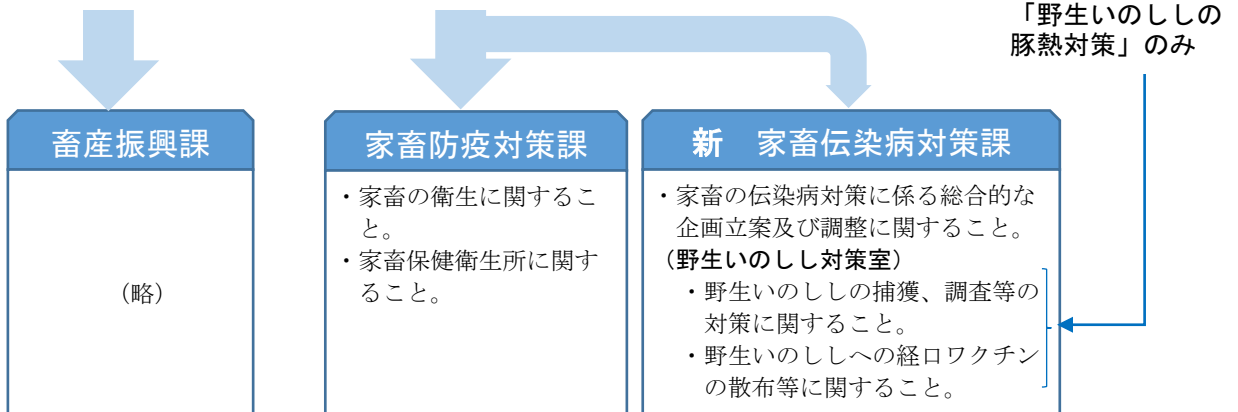 「野生いのししの
豚熱対策」のみ
畜産振興課
（略）
家畜防疫対策課
・家畜の衛生に関するこ
と。
・家畜保健衛生所に関す
ること。
新　家畜伝染病対策課
・家畜の伝染病対策に係る総合的な
企画立案及び調整に関すること。
（野生いのしし対策室）
・野生いのししの捕獲、調査等の
対策に関すること。
・野生いのししへの経口ワクチン
の散布等に関すること。